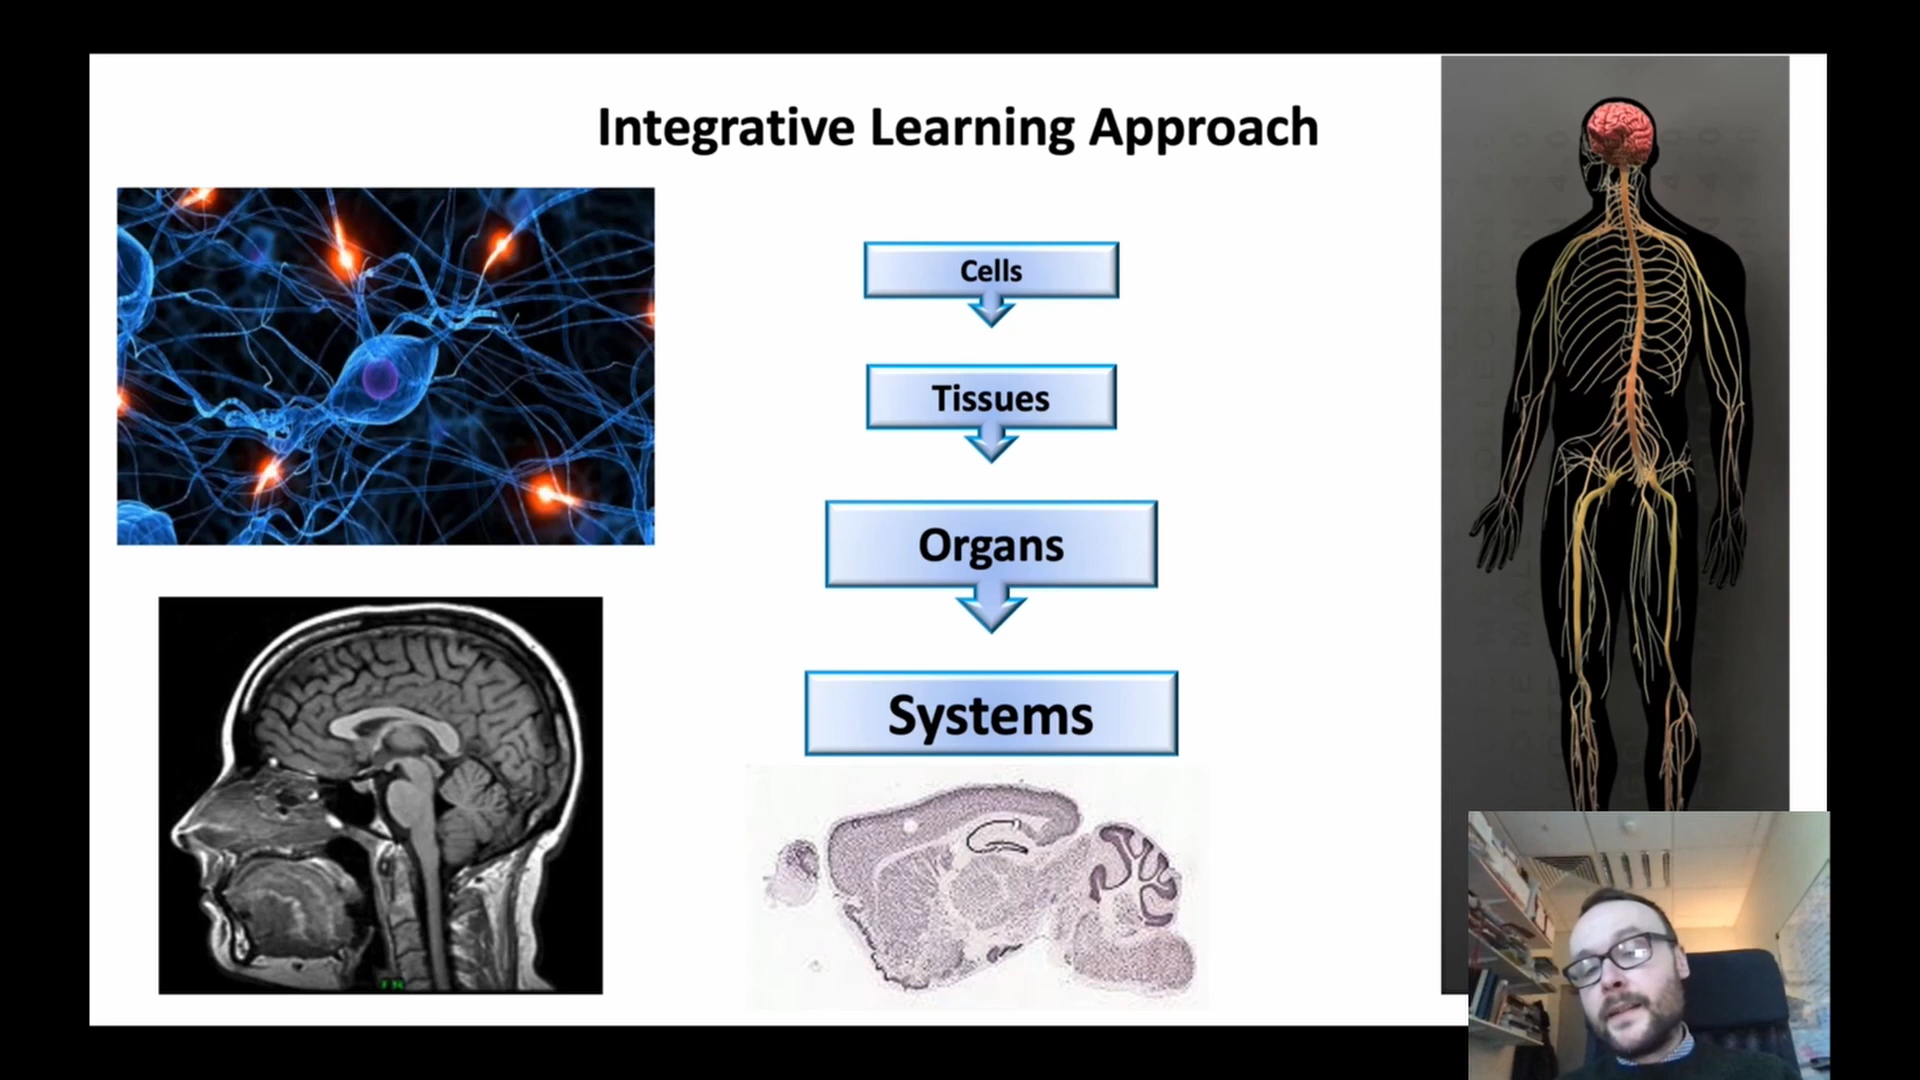 Integrative Learning Approach
Cells
Tissues
Organs
Systems